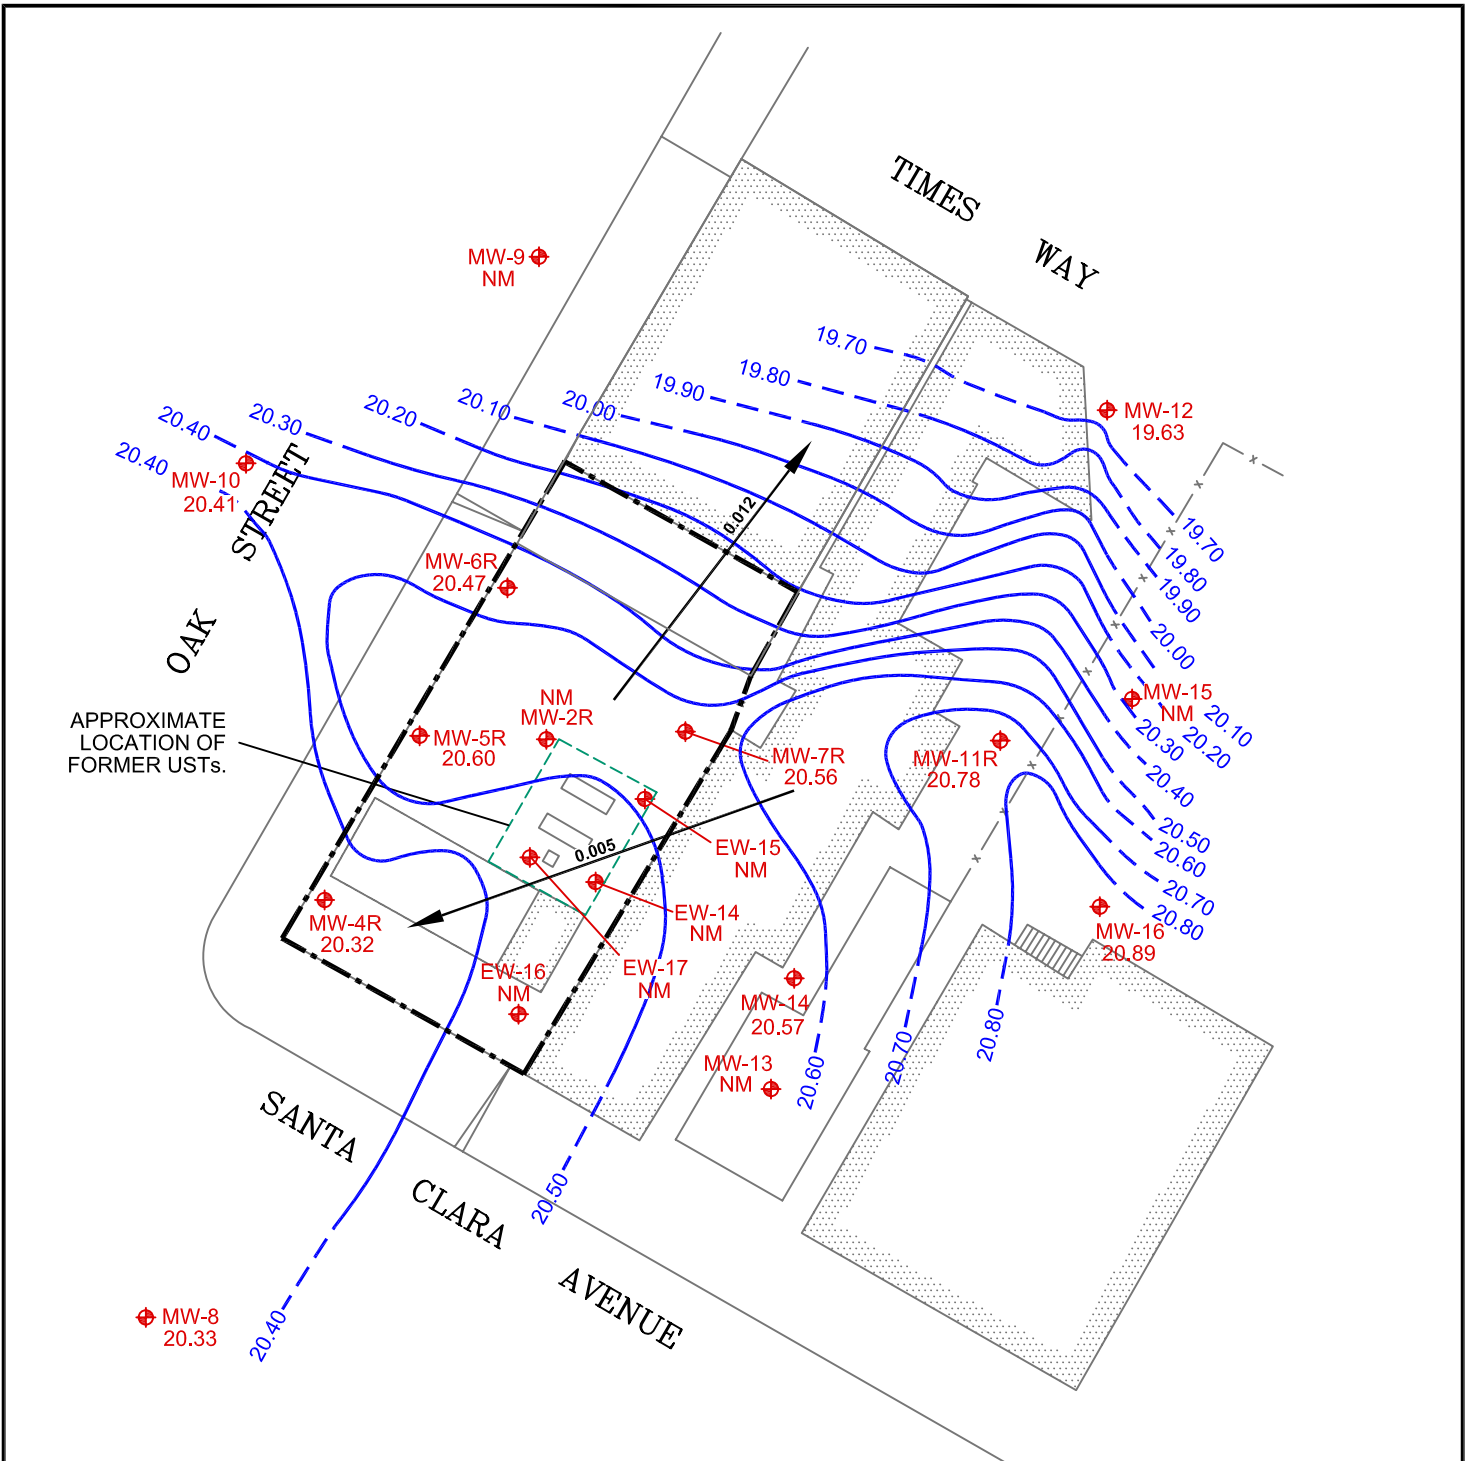 TIMES
WAY
MW-9
NM
19.70
19.80
19.90
20.00
20.10
20.20
20.30
20.40
20.40
MW-12
19.63
MW-10
20.41
STREET
OAK
0.012
MW-6R
20.47
19.70
19.80
19.90
20.00
MW-15
NM
20.10
20.20
20.30
20.40
20.50
20.60
20.70
20.80
NM
MW-2R
APPROXIMATE
LOCATION OF
FORMER USTs.
MW-5R
20.60
MW-7R
20.56
MW-11R
20.78
0.005
EW-15
NM
EW-14
NM
MW-4R
20.32
MW-16
20.89
EW-16
NM
EW-17
NM
MW-14
20.57
MW-13
NM
20.60
20.70
20.80
SANTA
CLARA
AVENUE
20.50
MW-8
20.33
20.40